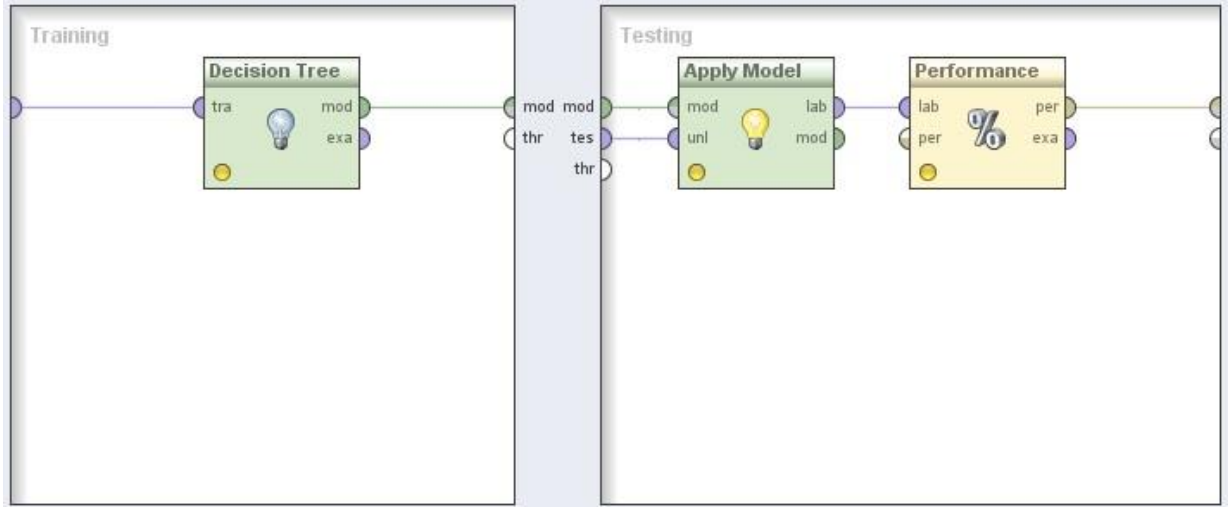 Training
Decision Tree
tra mod
exa
mod mod
thr tes
thr
Testing
Apply Model
mod lab
unl mod
Performance
lab % per
per exa